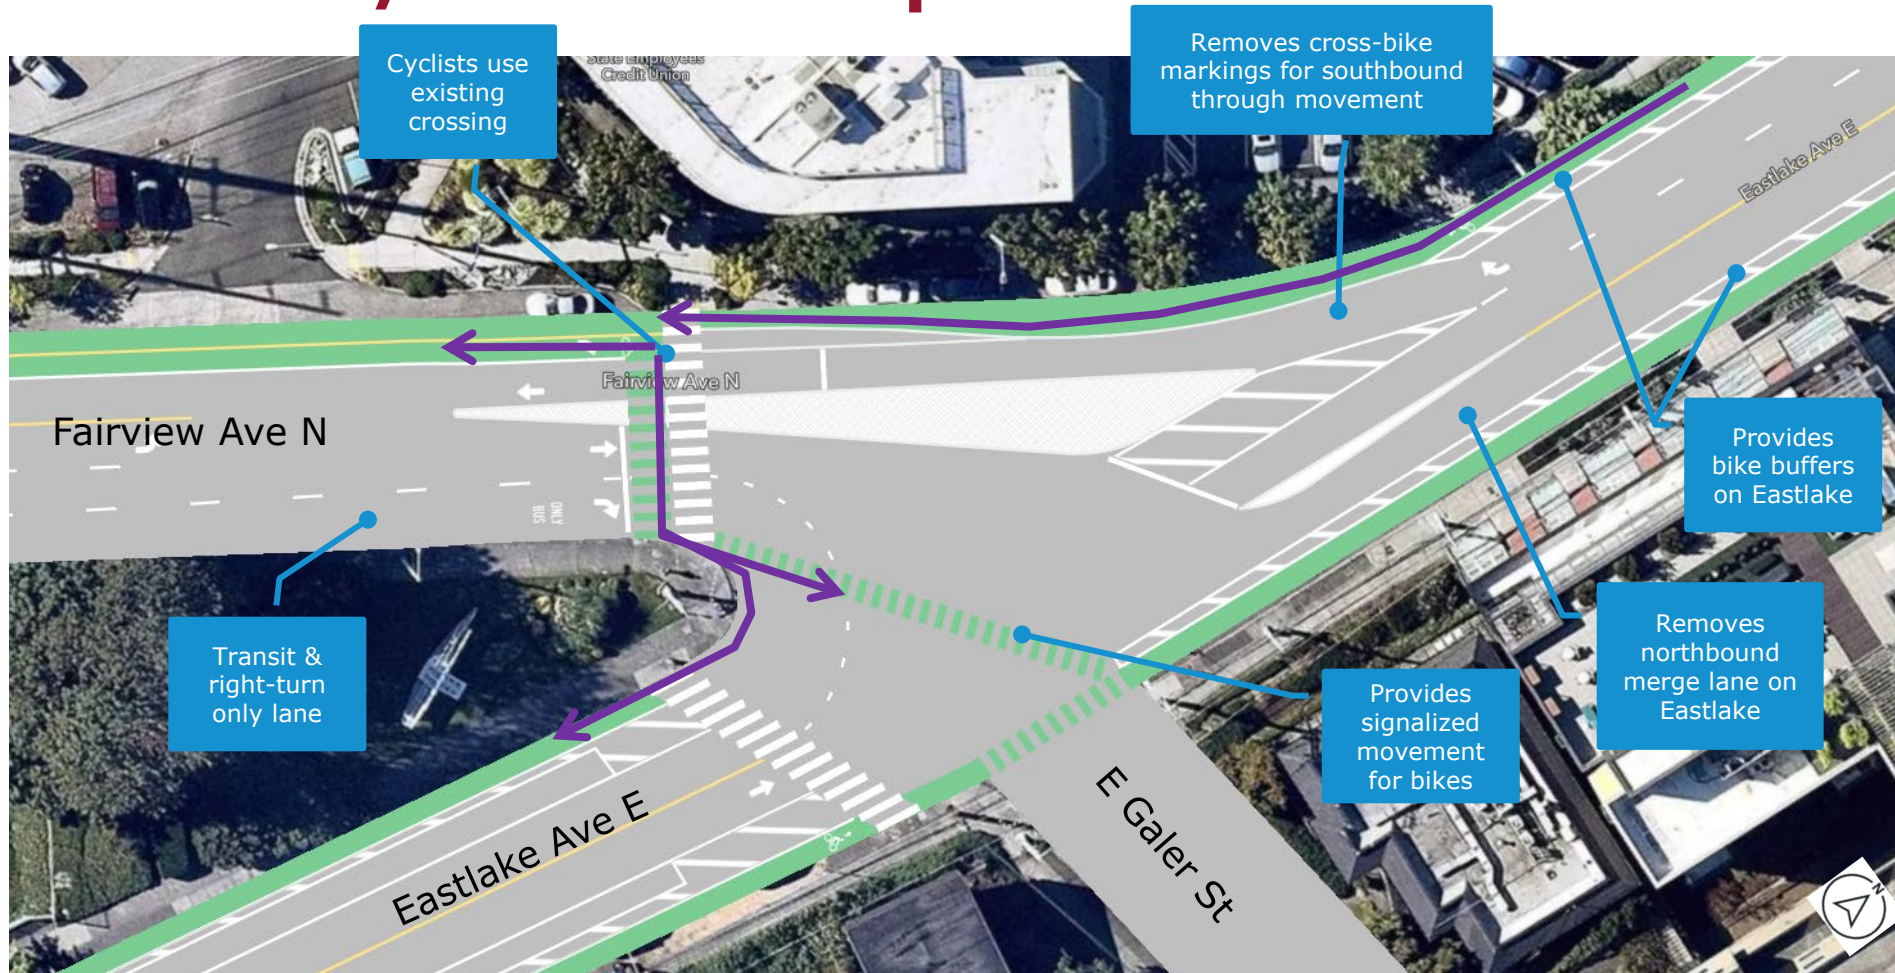 Cyclists use
existing
crossing
State Employees
Credit Union
Removes cross-bike
markings for southbound
through movement
Eastlake Ave E
Fairview Ave N
Fairview Ave N
Provides
bike buffers
on Eastlake
ONLY
BUS
Transit &
right-turn
only lane
Removes
northbound
merge lane on
Eastlake
Provides
signalized
movement
for bikes
Eastlake Ave E
E Galer St
N